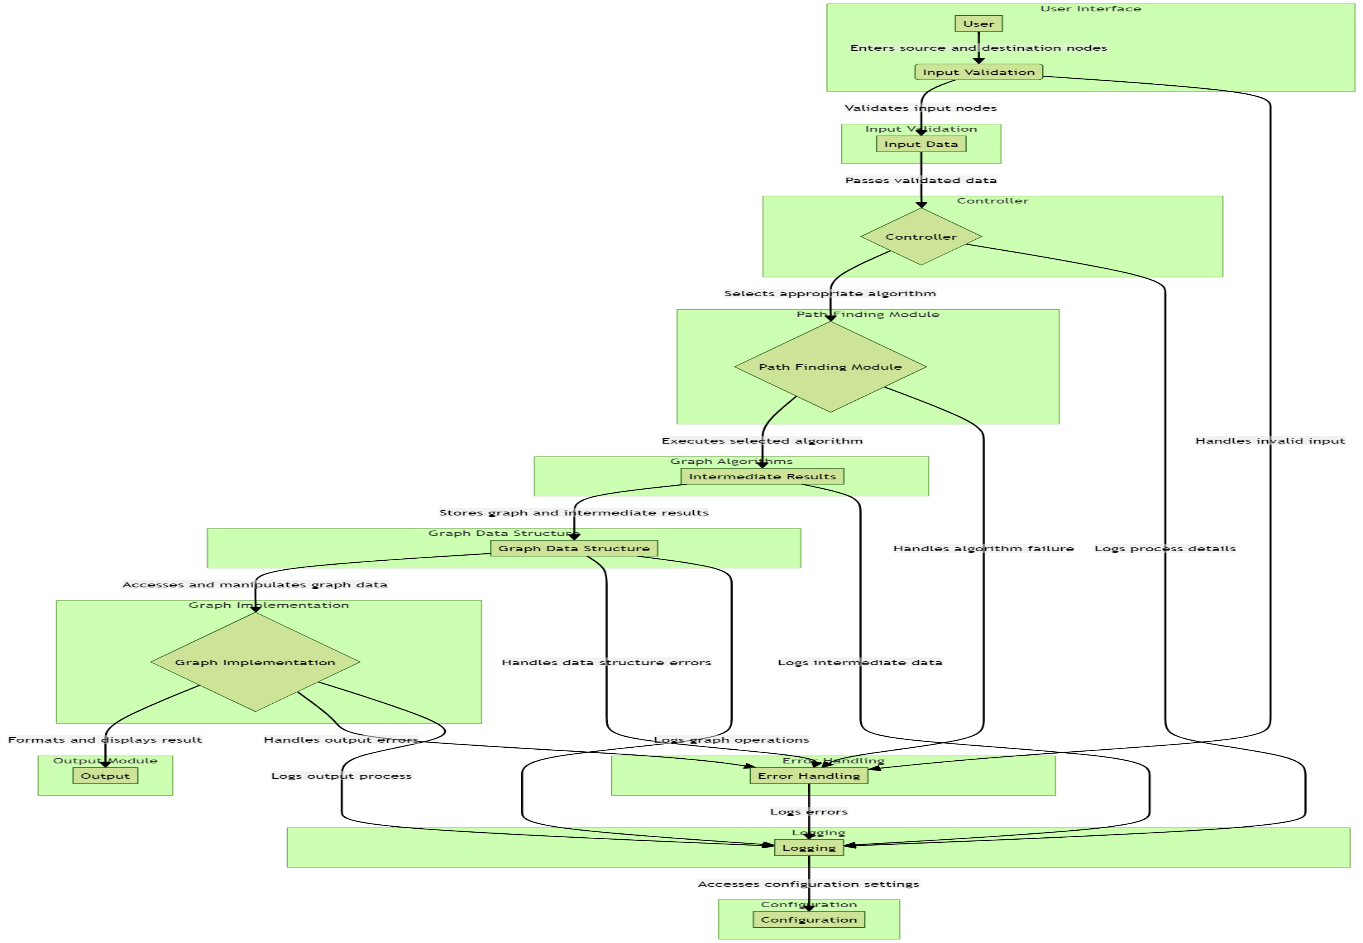 User Interface
User
Enters source and destination nodes
Input Validation
Validates input nodes
Input Validation
Input Data
Passes validated data
Controller
Controller
Selects appropriate algorithm
Path Finding Module
Path Finding Module
Executes selected algorithm
Handles invalid input
Graph Algorithms
Intermediate Results
Stores graph and intermediate results
Graph Data Structure
Graph Data Structure
Handles algorithm failure
Logs process details
Accesses and manipulates graph data
Graph Implementation
Graph Implementation
Handles data structure errors
Logs intermediate data
Formats and displays result
Handles output errors
Logs graph operations
Output Module
Output
Logs output process
Error Handling
Error Handling
Logs errors
Logging
Logging
Accesses configuration settings
Configuration
Configuration